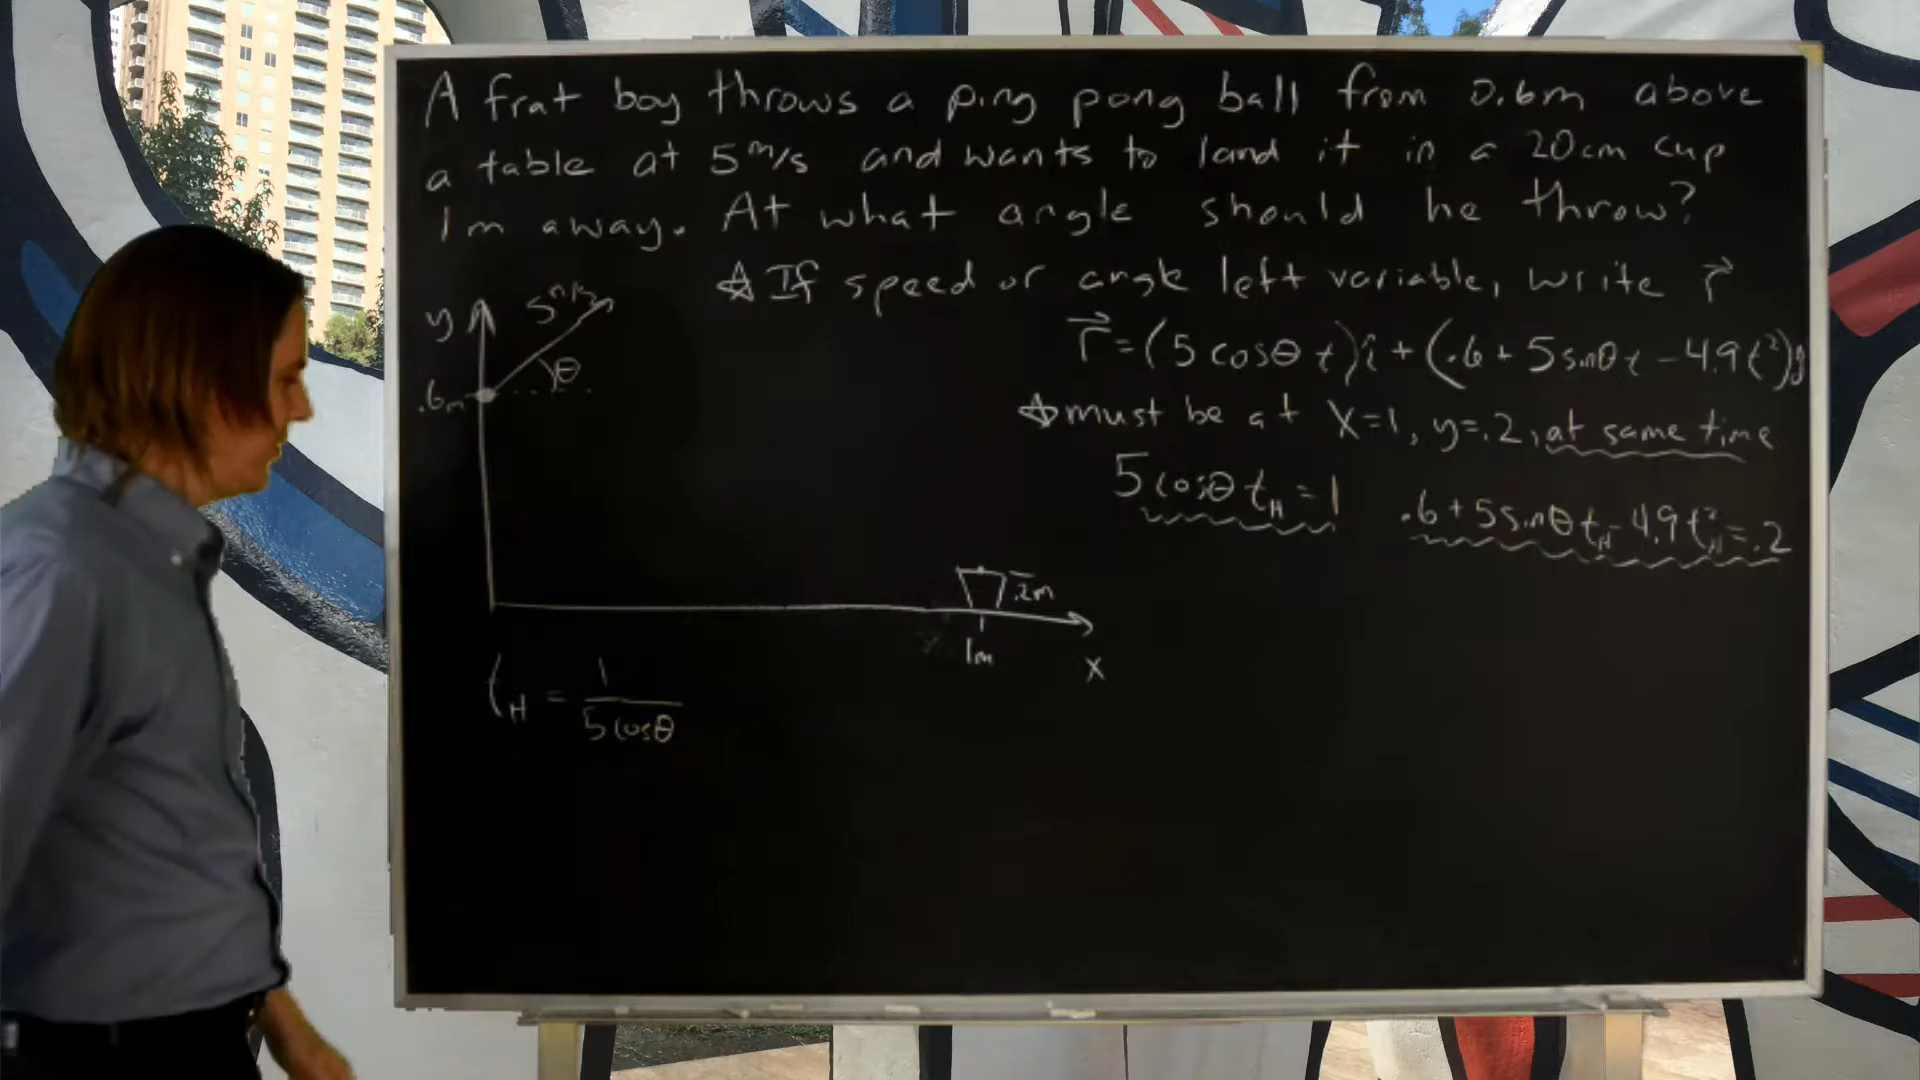 A frat boy throws a ping pong ball from 0.6m above
a table at 5 m/s and wants to land it in a 20cm cup
1m away. At what angle should he throw?
☆ If speed or angle left variable, write r⃗
y 5 m/s
r⃗ = (5 cosθ t)î + (.6 + 5 sinθ t - 4.9 t²)ĵ
θ
.6m
☆ must be at x=1, y=.2, at same time
5 cosθ t_H = 1 .6 + 5 sinθ t_H - 4.9 t_H² = .2
.2m
1m
x
t_H = 1/(5 cosθ)